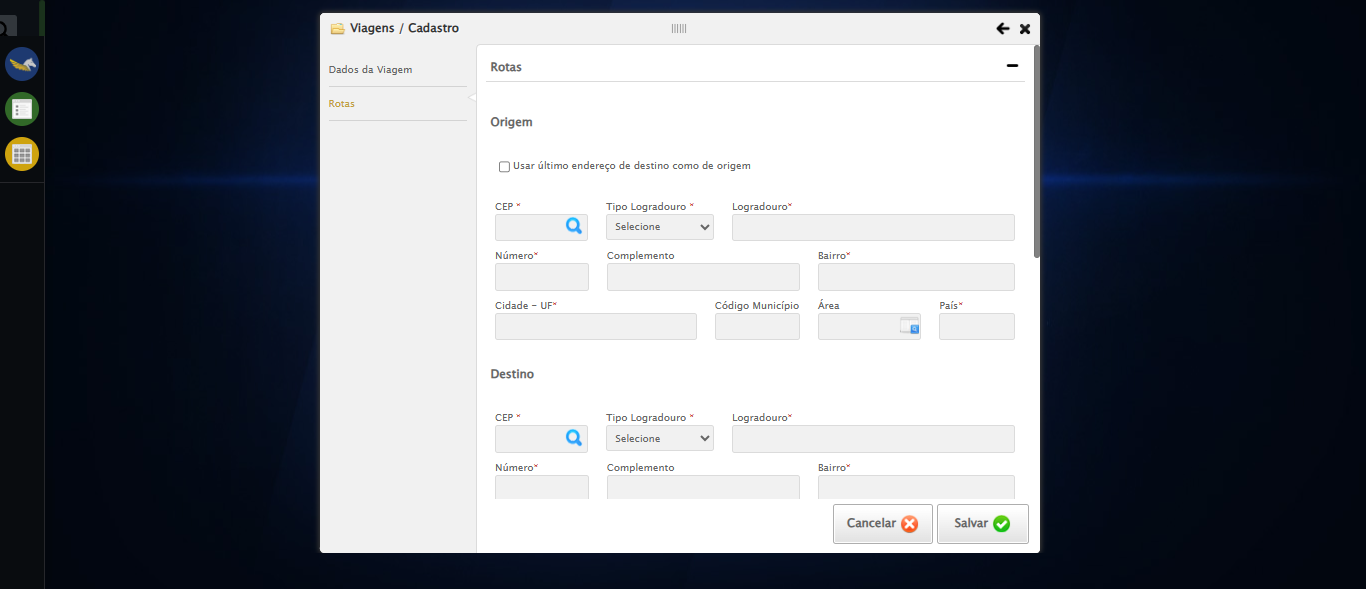 Viagens / Cadastro
Dados da Viagem
Rotas
Rotas
Origem
Usar último endereço de destino como de origem
CEP * Tipo Logradouro * Logradouro*
Selecione
Número* Complemento Bairro*
Cidade - UF* Código Município Área País*
Destino
CEP * Tipo Logradouro * Logradouro*
Selecione
Número* Complemento Bairro*
Cancelar Salvar